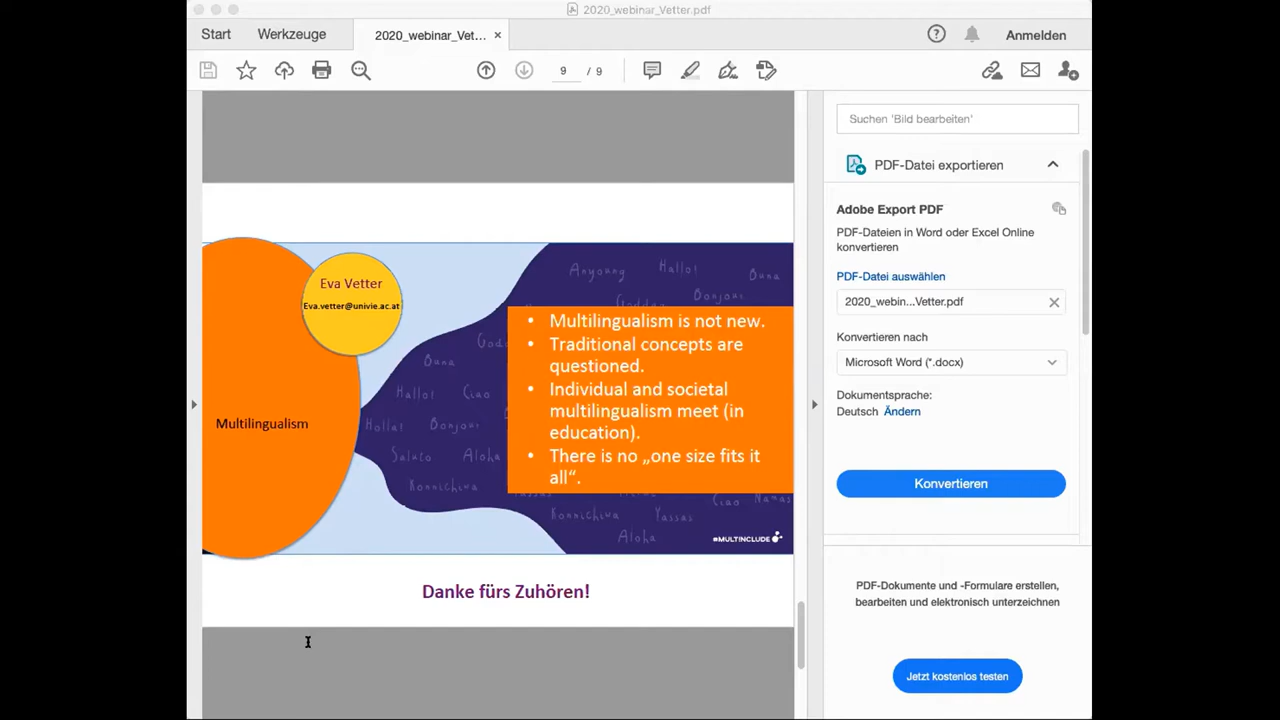 2020_webinar_Vetter.pdf
Start
Werkzeuge
2020_webinar_Vet...
Anmelden
9 / 9
Suchen 'Bild bearbeiten'
PDF-Datei exportieren
Adobe Export PDF
PDF-Dateien in Word oder Excel Online
konvertieren
PDF-Datei auswählen
2020_webin...Vetter.pdf
Konvertieren nach
Microsoft Word (*.docx)
Dokumentsprache:
Deutsch Ändern
Konvertieren
PDF-Dokumente und -Formulare erstellen,
bearbeiten und elektronisch unterzeichnen
Jetzt kostenlos testen
Eva Vetter
Eva.vetter@univie.ac.at
Multilingualism
Anyoung Hallo! Buna
Bonjour
Buna
Hallo! Ciao
Hallo! Bonjour
Saluto Aloha
Konnichiwa
• Multilingualism is not new.
• Traditional concepts are
questioned.
• Individual and societal
multilingualism meet (in
education).
• There is no „one size fits it
all“.
Ciao
Konnichiwa Yassas
Aloha
#MULTINCLUDE
Danke fürs Zuhören!